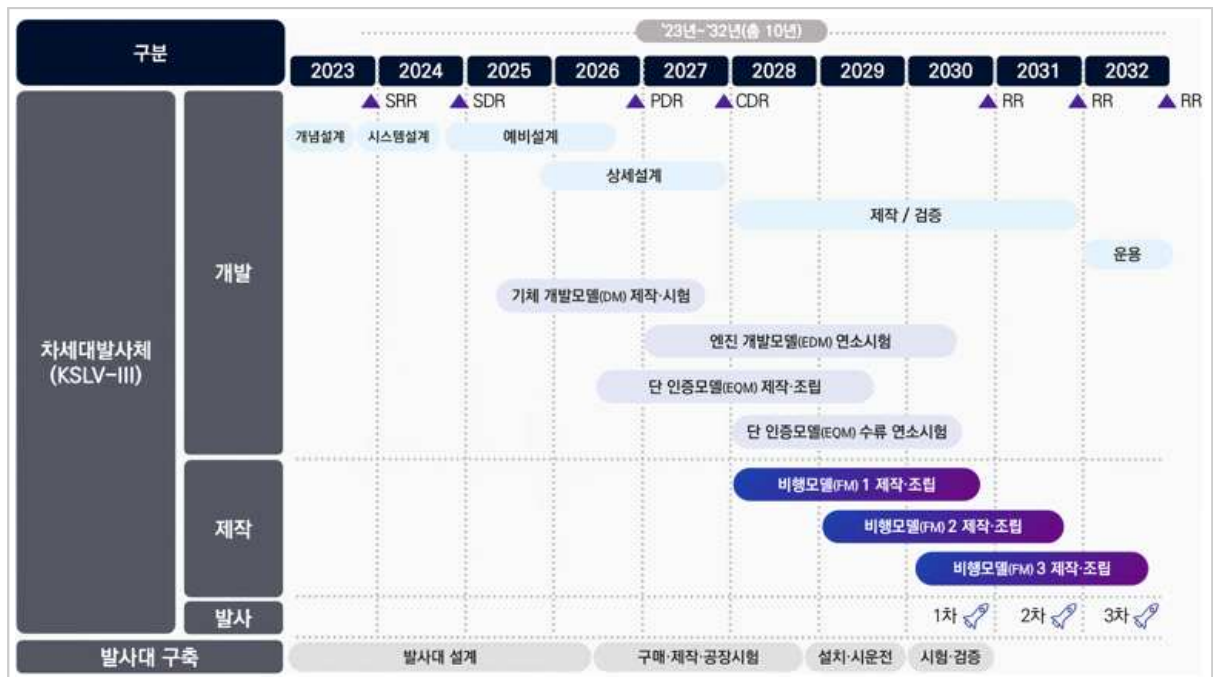 구분
'23년~'32년(총 10년)
2023 2024 2025 2026 2027 2028 2029 2030 2031 2032
SRR SDR PDR CDR RR RR RR
개념설계 시스템설계 예비설계
상세설계
제작 / 검증
운용
개발
기체 개발모델(DM) 제작·시험
엔진 개발모델(EDM) 연소시험
차세대발사체
(KSLV-III)
단 인증모델(EQM) 제작·조립
단 인증모델(EQM) 수류 연소시험
비행모델(FM) 1 제작·조립
제작
비행모델(FM) 2 제작·조립
비행모델(FM) 3 제작·조립
발사
1차 2차 3차
발사대 구축
발사대 설계 구매·제작·공장시험 설치·시운전 시험·검증